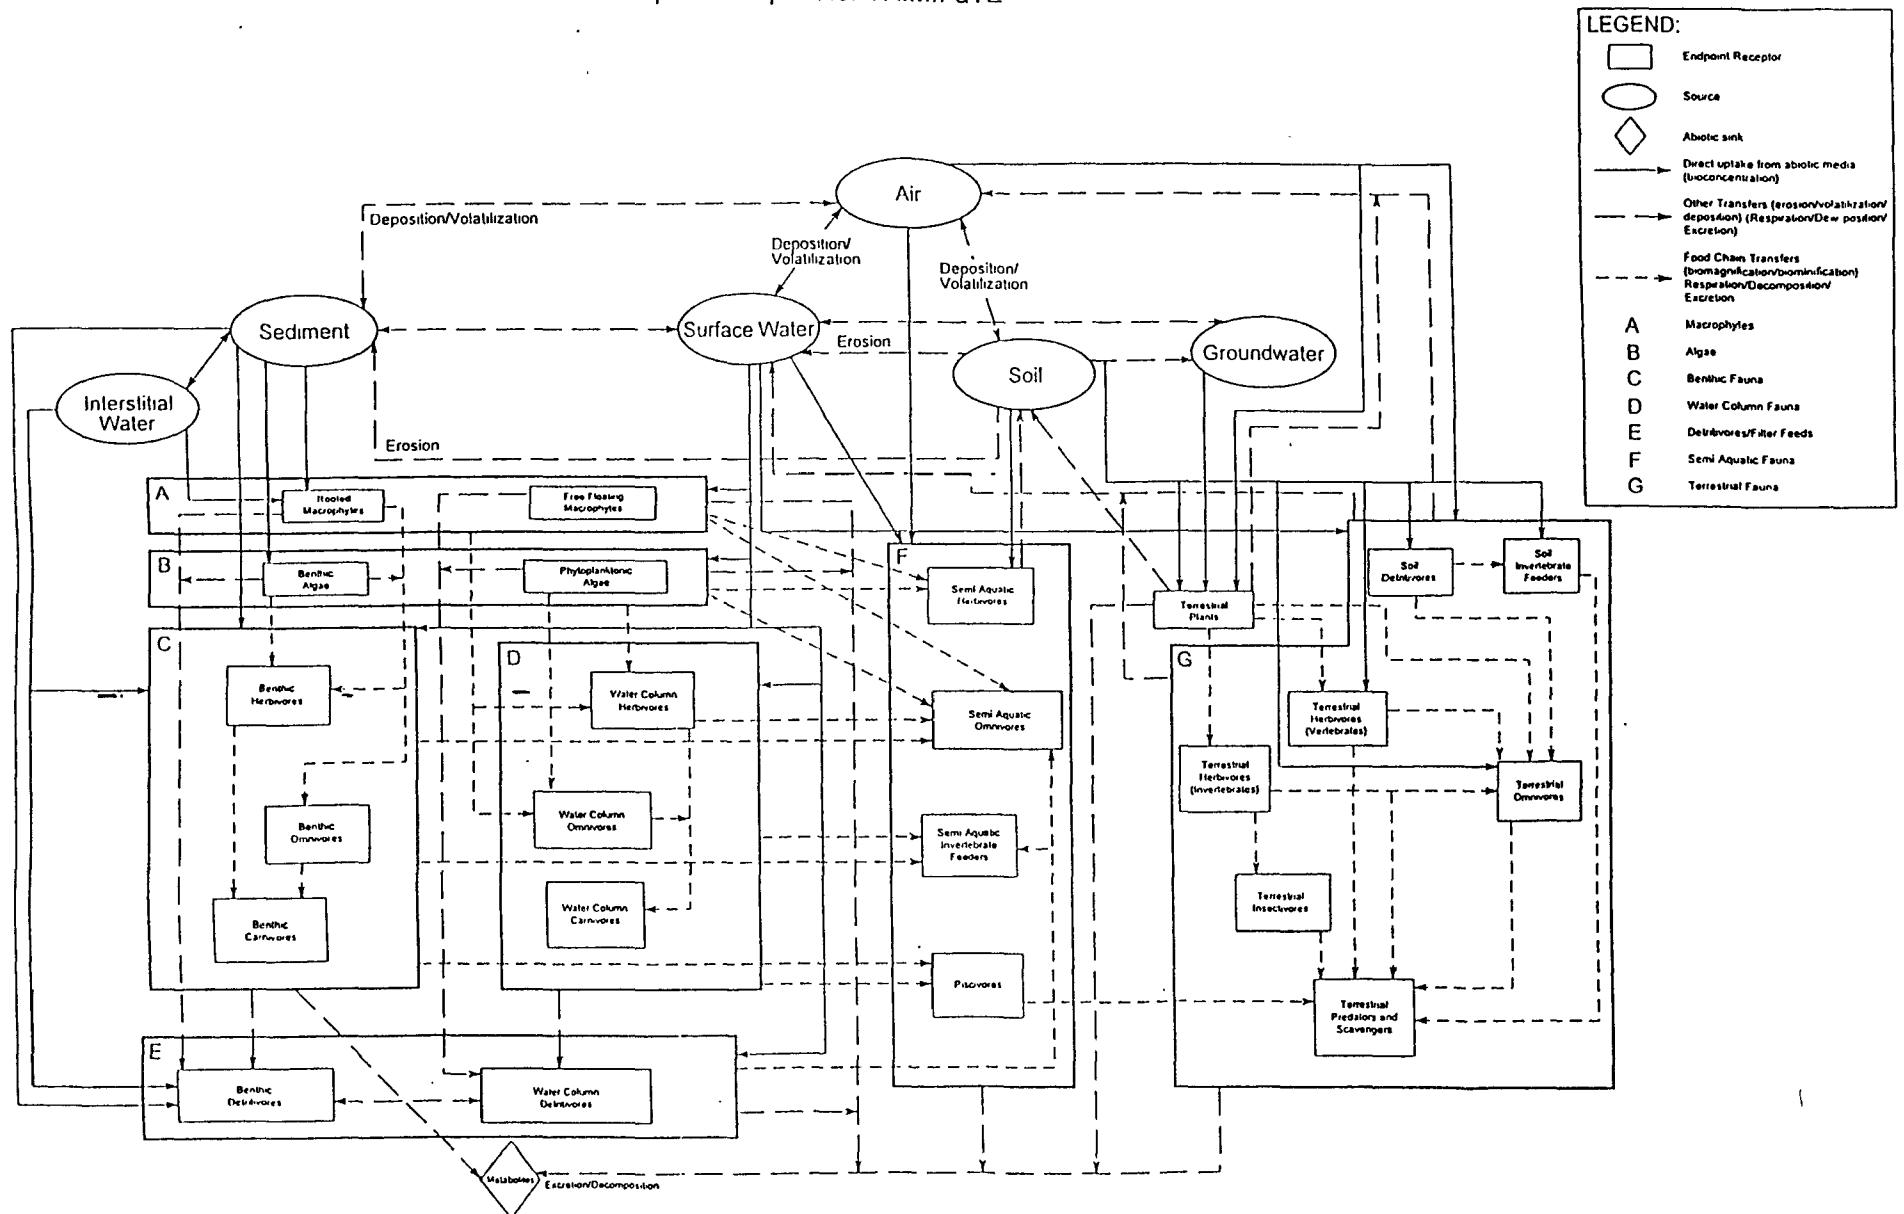 LEGEND:
Endpoint Receptor
Source
Abiotic sink
Direct uptake from abiotic media
(bioconcentration)
Other Transfers (erosion/volatilization/
deposition) (Respiration/Dew position/
Excretion)
Food Chain Transfers
(biomagnification/biominification)
Respiration/Decomposition/
Excretion
A Macrophytes
B Algae
C Benthic Fauna
D Water Column Fauna
E Detritivores/Filter Feeds
F Semi Aquatic Fauna
G Terrestrial Fauna
Air
Deposition/Volatilization
Deposition/
Volatilization
Deposition/
Volatilization
Sediment
Surface Water
Erosion
Soil
Groundwater
Interstitial
Water
Erosion
A
Rooted
Macrophytes
Free Floating
Macrophytes
B
Benthic
Algae
Phytoplanktonic
Algae
C
Benthic
Herbivores
Benthic
Omnivores
Benthic
Carnivores
D
Water Column
Herbivores
Water Column
Omnivores
Water Column
Carnivores
E
Benthic
Detritivores
Water Column
Detritivores
F
Semi Aquatic
Herbivores
Semi Aquatic
Omnivores
Semi Aquatic
Invertebrate
Feeders
Piscivores
Terrestrial
Plants
G
Soil
Detritivores
Soil
Invertebrate
Feeders
Terrestrial
Herbivores
(Vertebrates)
Terrestrial
Herbivores
(Invertebrates)
Terrestrial
Omnivores
Terrestrial
Insectivores
Terrestrial
Predators and
Scavengers
Metabolites
Excretion/Decomposition